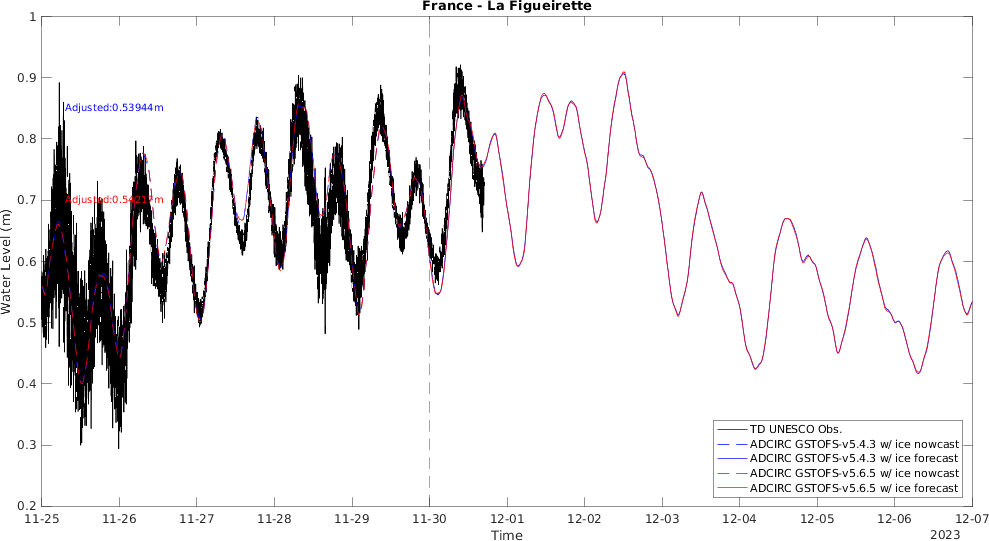 France - La Figueirette
1
0.9
0.8
0.7
0.6
0.5
0.4
0.3
0.2
Water Level (m)
Adjusted:0.53944m
Adjusted:0.54217m
TD UNESCO Obs.
ADCIRC GSTOFS-v5.4.3 w/ ice nowcast
ADCIRC GSTOFS-v5.4.3 w/ ice forecast
ADCIRC GSTOFS-v5.6.5 w/ ice nowcast
ADCIRC GSTOFS-v5.6.5 w/ ice forecast
11-25 11-26 11-27 11-28 11-29 11-30 12-01 12-02 12-03 12-04 12-05 12-06 12-07
Time
2023